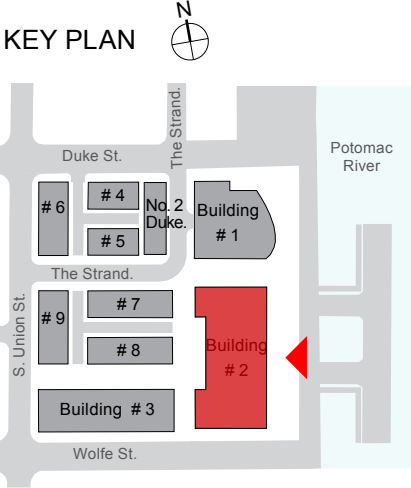 N
KEY PLAN
The Strand.
Duke St.
Potomac
River
# 4
# 6
No. 2
Duke.
Building
# 1
# 5
The Strand.
S. Union St.
# 7
# 9
# 8
Building
# 2
Building # 3
Wolfe St.